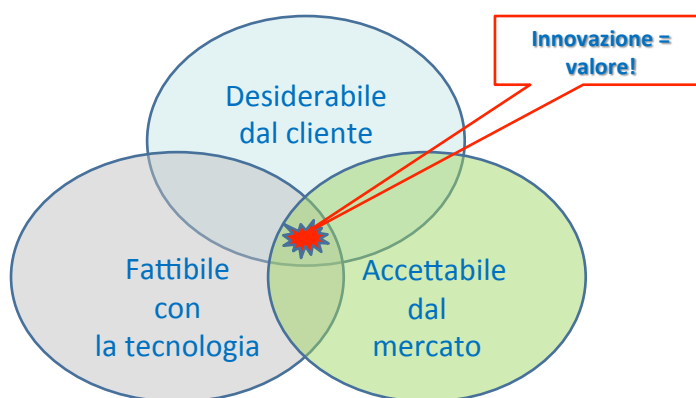 Innovazione =
valore!
Desiderabile
dal cliente
Fattibile
con
la tecnologia
Accettabile
dal
mercato